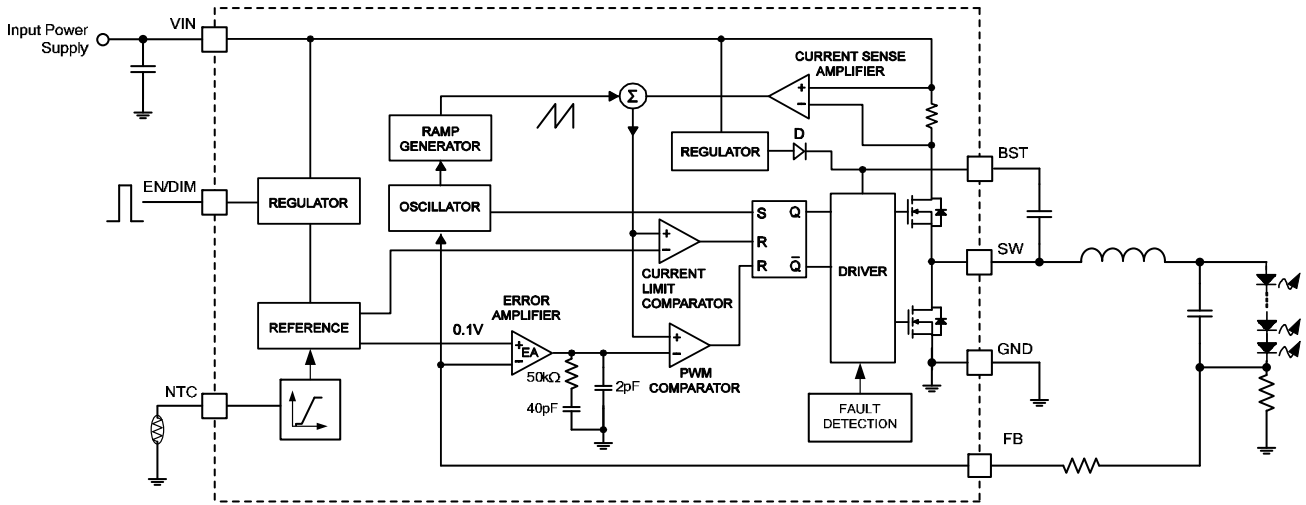 Input Power
Supply
VIN
EN/DIM
NTC
REGULATOR
REFERENCE
RAMP
GENERATOR
OSCILLATOR
Σ
CURRENT SENSE
AMPLIFIER
+
−
REGULATOR
D
0.1V
ERROR
AMPLIFIER
+
−
EA
50kΩ
40pF
2pF
+
−
CURRENT
LIMIT
COMPARATOR
+
−
PWM
COMPARATOR
S Q
R
R Q̅
DRIVER
FAULT
DETECTION
BST
SW
GND
FB